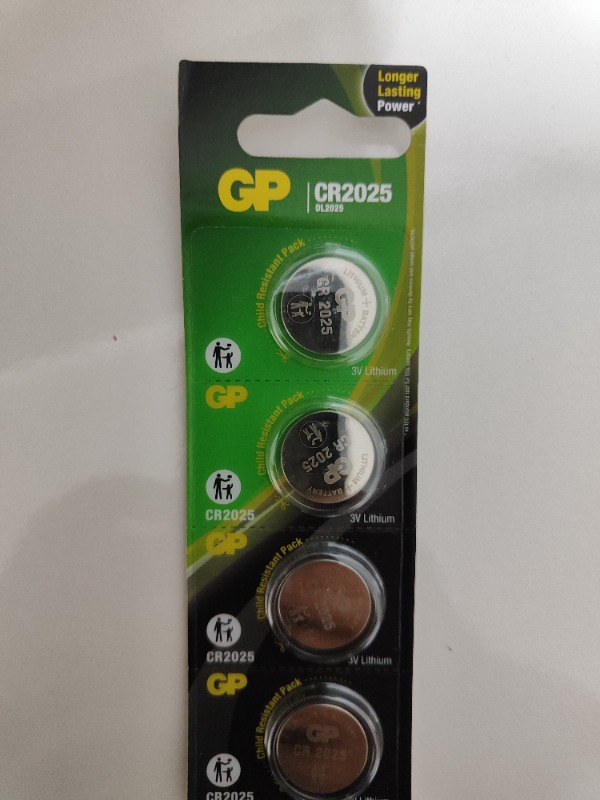 Longer
Lasting
Power*
GP CR2025
DL2025
Child Resistant Pack
LITHIUM + BATTERY
GP
CR 2025
3V Lithium
GP
Child Resistant Pack
CR 2025
GP
LITHIUM
BATTERY
CR2025
3V Lithium
GP
Child Resistant Pack
CR2025
3V Lithium
GP
Child Resistant Pack
GP
CR 2025
CR2025
3V Lithium